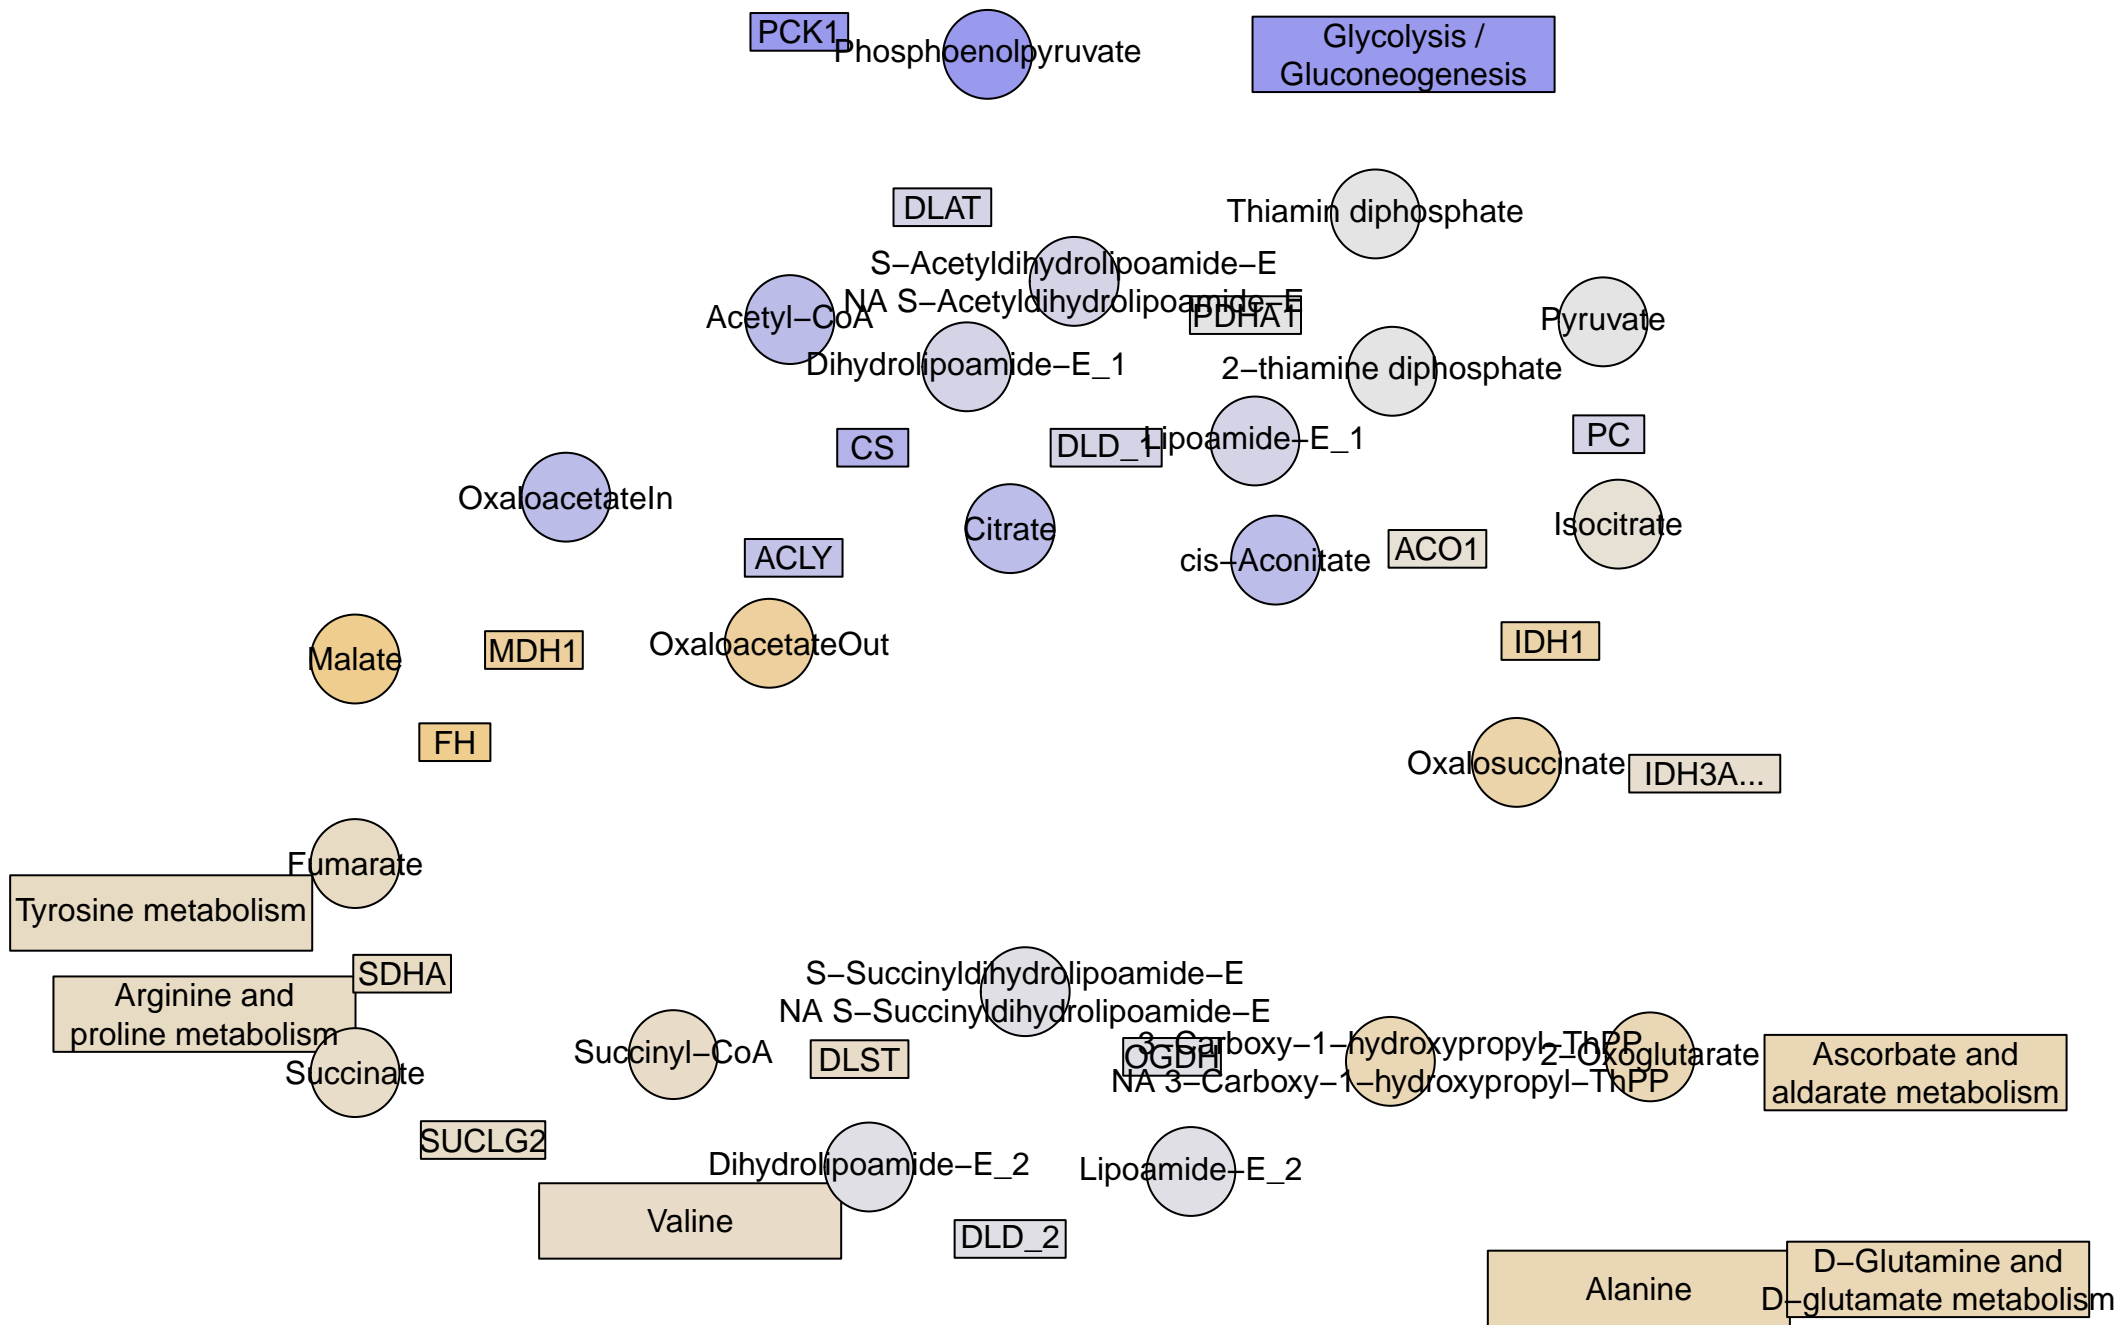 PCK1
Phosphoenolpyruvate
Glycolysis /
Gluconeogenesis
DLAT
Thiamin diphosphate
S−Acetyldihydrolipoamide−E
NA S−Acetyldihydrolipoamide−E
PDHA1
Acetyl−CoA
Pyruvate
Dihydrolipoamide−E_1
2−thiamine diphosphate
CS
DLD_1
Lipoamide−E_1
PC
OxaloacetateIn
Citrate
Isocitrate
ACLY
cis−Aconitate
ACO1
Malate
MDH1
OxaloacetateOut
IDH1
FH
Oxalosuccinate
IDH3A...
Fumarate
Tyrosine metabolism
SDHA
Arginine and
proline metabolism
S−Succinyldihydrolipoamide−E
NA S−Succinyldihydrolipoamide−E
Succinate
Succinyl−CoA
DLST
OGDH
3−Carboxy−1−hydroxypropyl−ThPP
NA 3−Carboxy−1−hydroxypropyl−ThPP
2−Oxoglutarate
Ascorbate and
aldarate metabolism
SUCLG2
Dihydrolipoamide−E_2
Lipoamide−E_2
Valine
DLD_2
Alanine
D−Glutamine and
D−glutamate metabolism